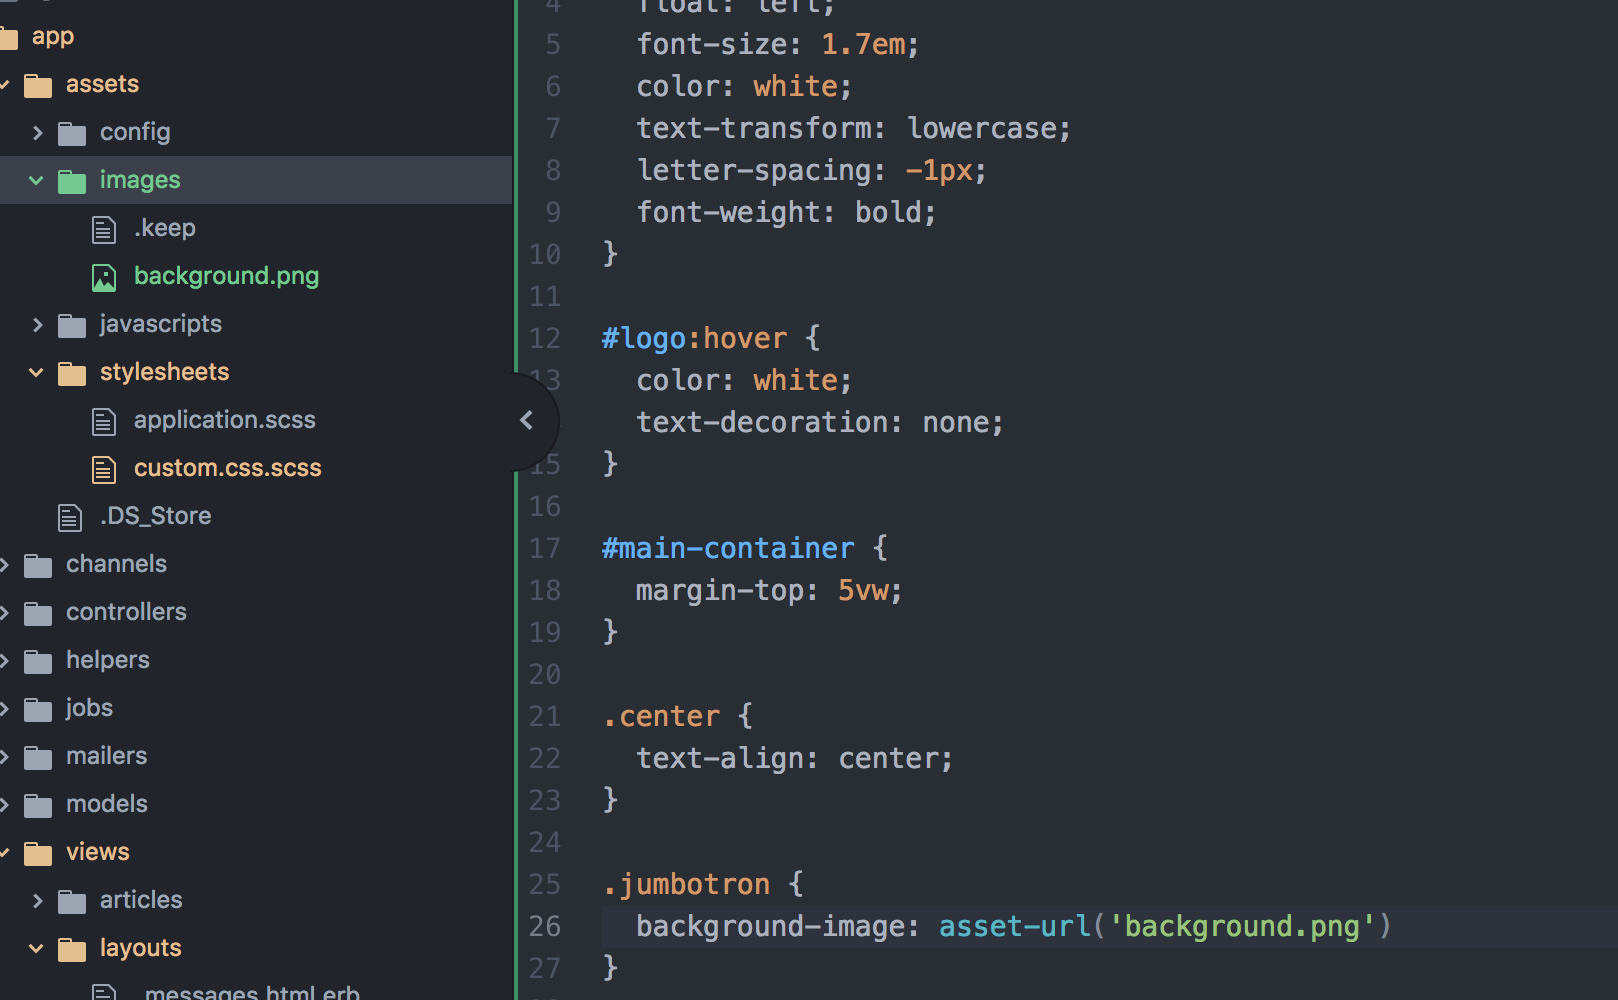 app
assets
config
images
.keep
background.png
javascripts
stylesheets
application.scss
custom.css.scss
.DS_Store
channels
controllers
helpers
jobs
mailers
models
views
articles
layouts
_messages.html.erb
4 float: left;
5 font-size: 1.7em;
6 color: white;
7 text-transform: lowercase;
8 letter-spacing: -1px;
9 font-weight: bold;
10 }
11
12 #logo:hover {
13 color: white;
text-decoration: none;
15 }
16
17 #main-container {
18 margin-top: 5vw;
19 }
20
21 .center {
22 text-align: center;
23 }
24
25 .jumbotron {
26 background-image: asset-url('background.png')
27 }